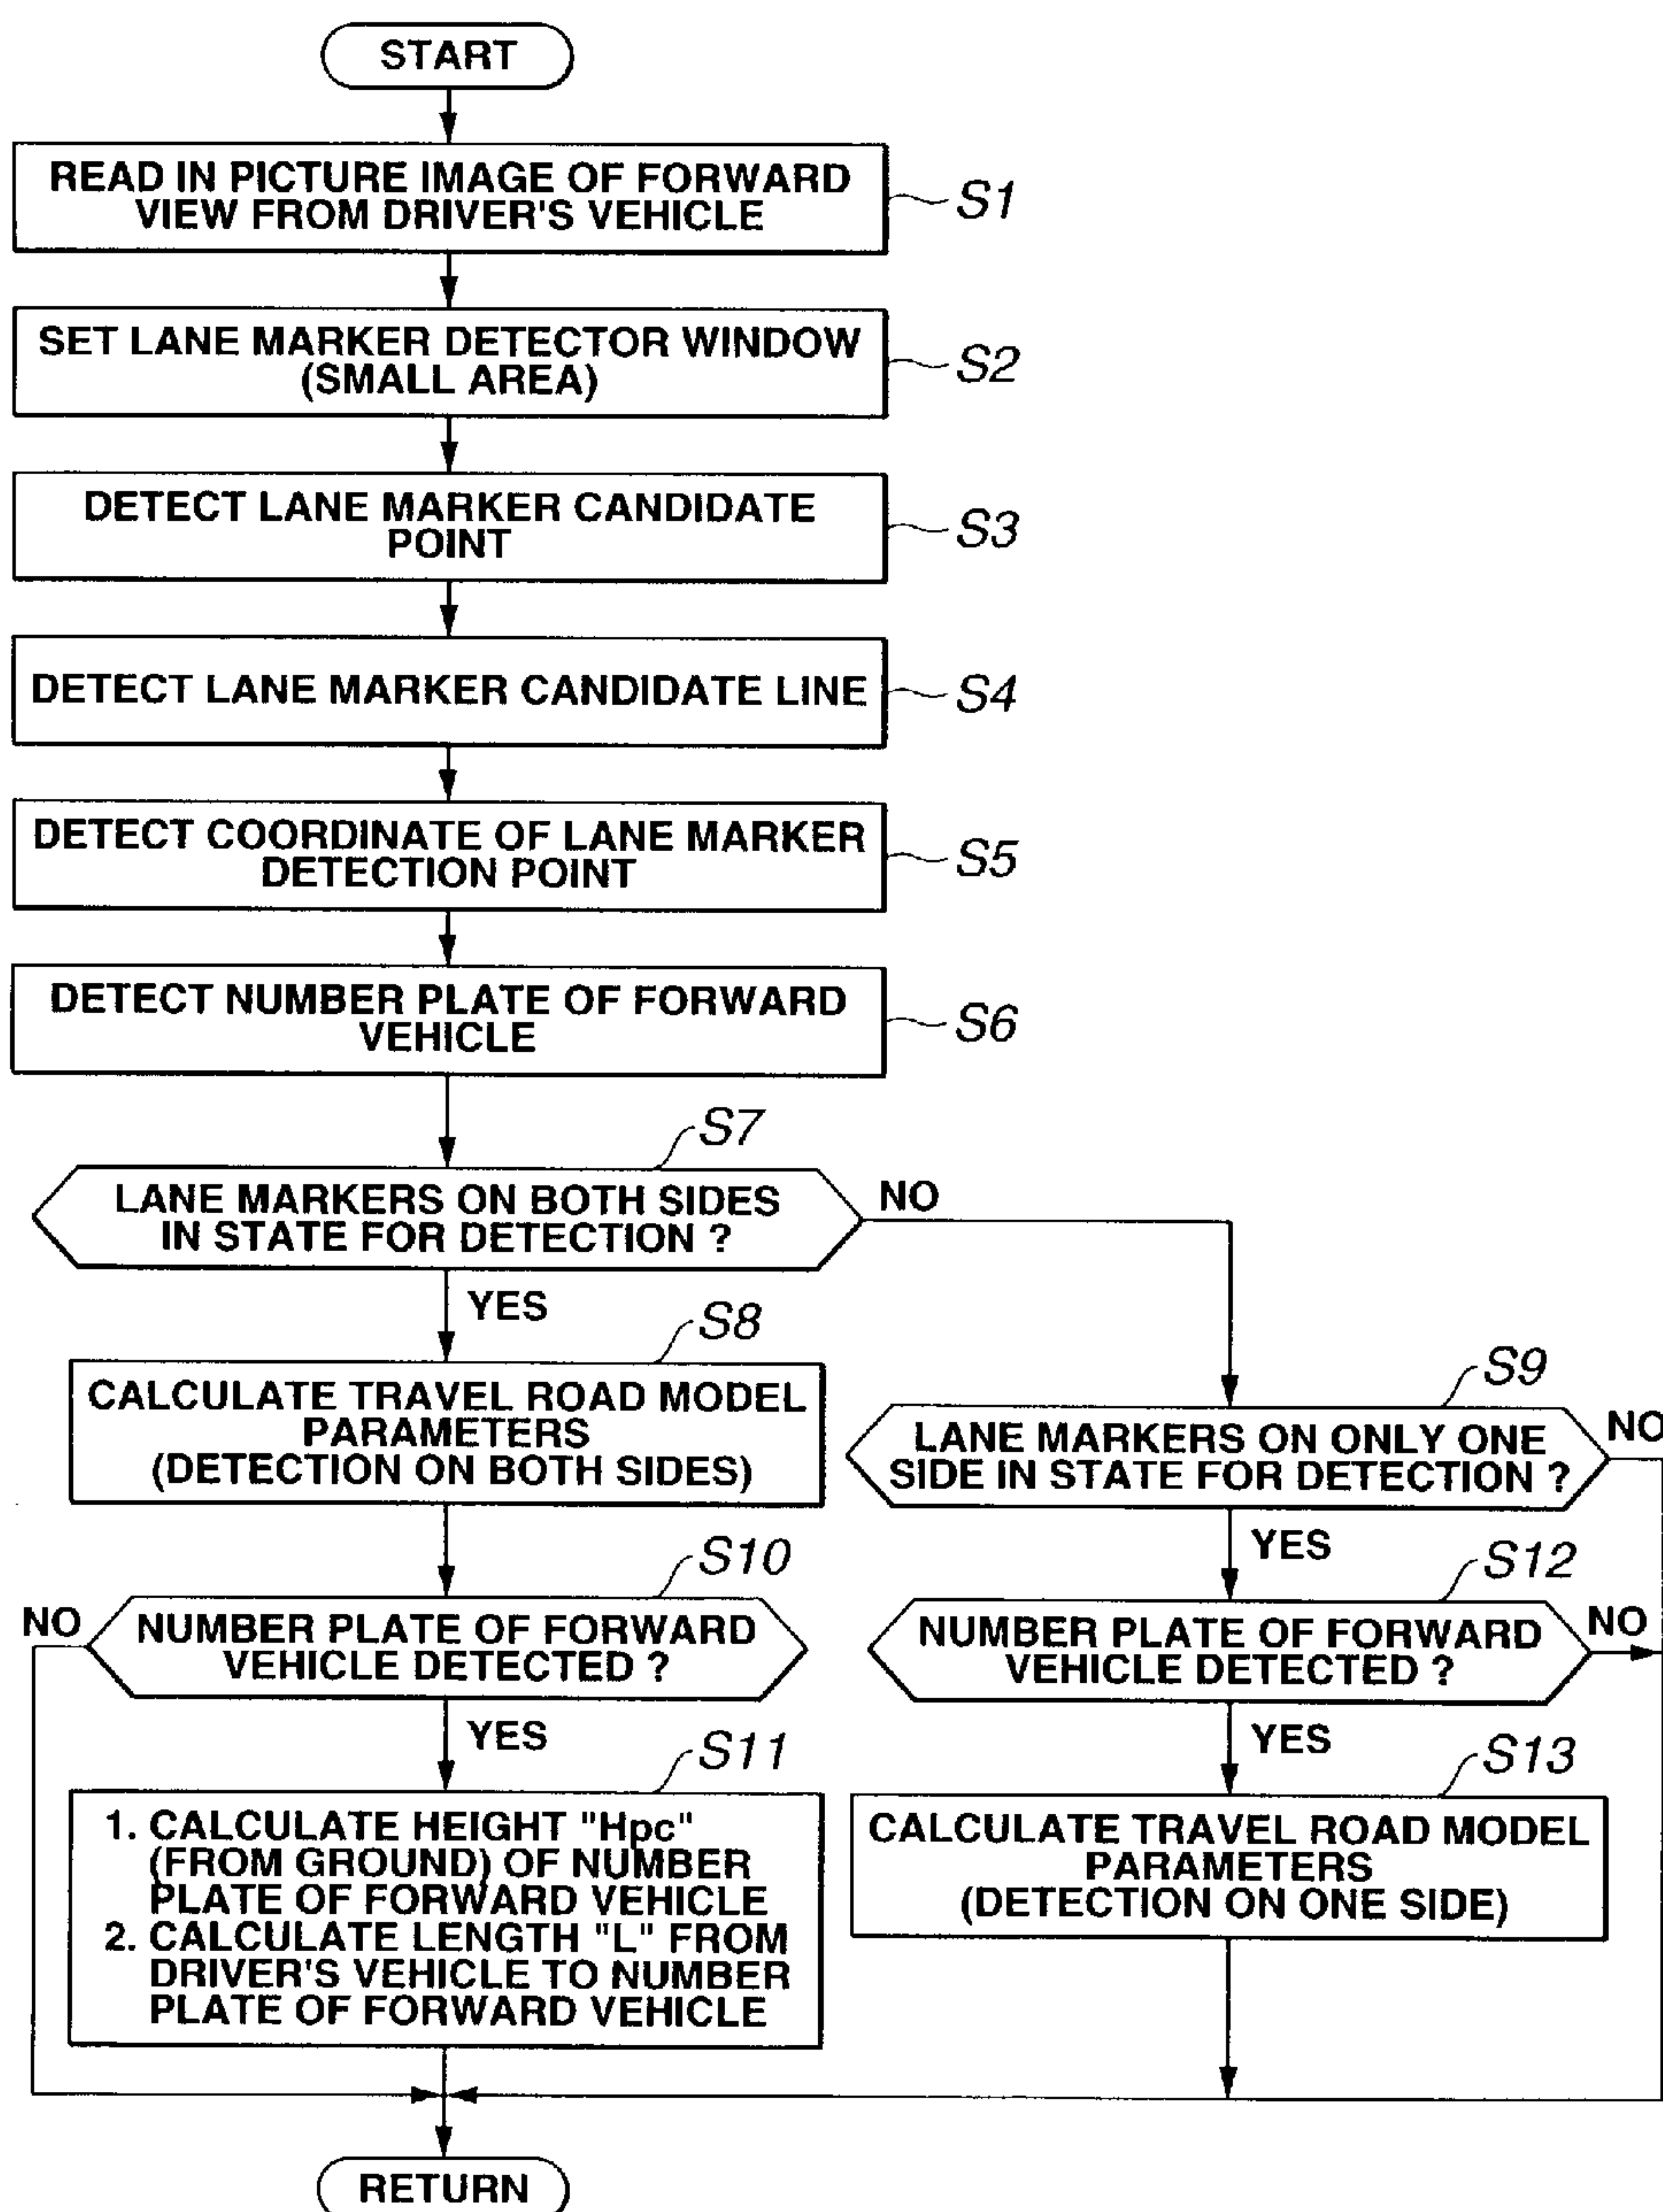 START
READ IN PICTURE IMAGE OF FORWARD
VIEW FROM DRIVER'S VEHICLE
S1
SET LANE MARKER DETECTOR WINDOW
(SMALL AREA)
S2
DETECT LANE MARKER CANDIDATE
POINT
S3
DETECT LANE MARKER CANDIDATE LINE
S4
DETECT COORDINATE OF LANE MARKER
DETECTION POINT
S5
DETECT NUMBER PLATE OF FORWARD
VEHICLE
S6
S7
LANE MARKERS ON BOTH SIDES
IN STATE FOR DETECTION ?
NO
YES
S8
CALCULATE TRAVEL ROAD MODEL
PARAMETERS
(DETECTION ON BOTH SIDES)
S9
LANE MARKERS ON ONLY ONE
SIDE IN STATE FOR DETECTION ?
NO
YES
S10
NUMBER PLATE OF FORWARD
VEHICLE DETECTED ?
NO
YES
S11
1. CALCULATE HEIGHT "Hpc"
(FROM GROUND) OF NUMBER
PLATE OF FORWARD VEHICLE
2. CALCULATE LENGTH "L" FROM
DRIVER'S VEHICLE TO NUMBER
PLATE OF FORWARD VEHICLE
S12
NUMBER PLATE OF FORWARD
VEHICLE DETECTED ?
NO
YES
S13
CALCULATE TRAVEL ROAD MODEL
PARAMETERS
(DETECTION ON ONE SIDE)
RETURN